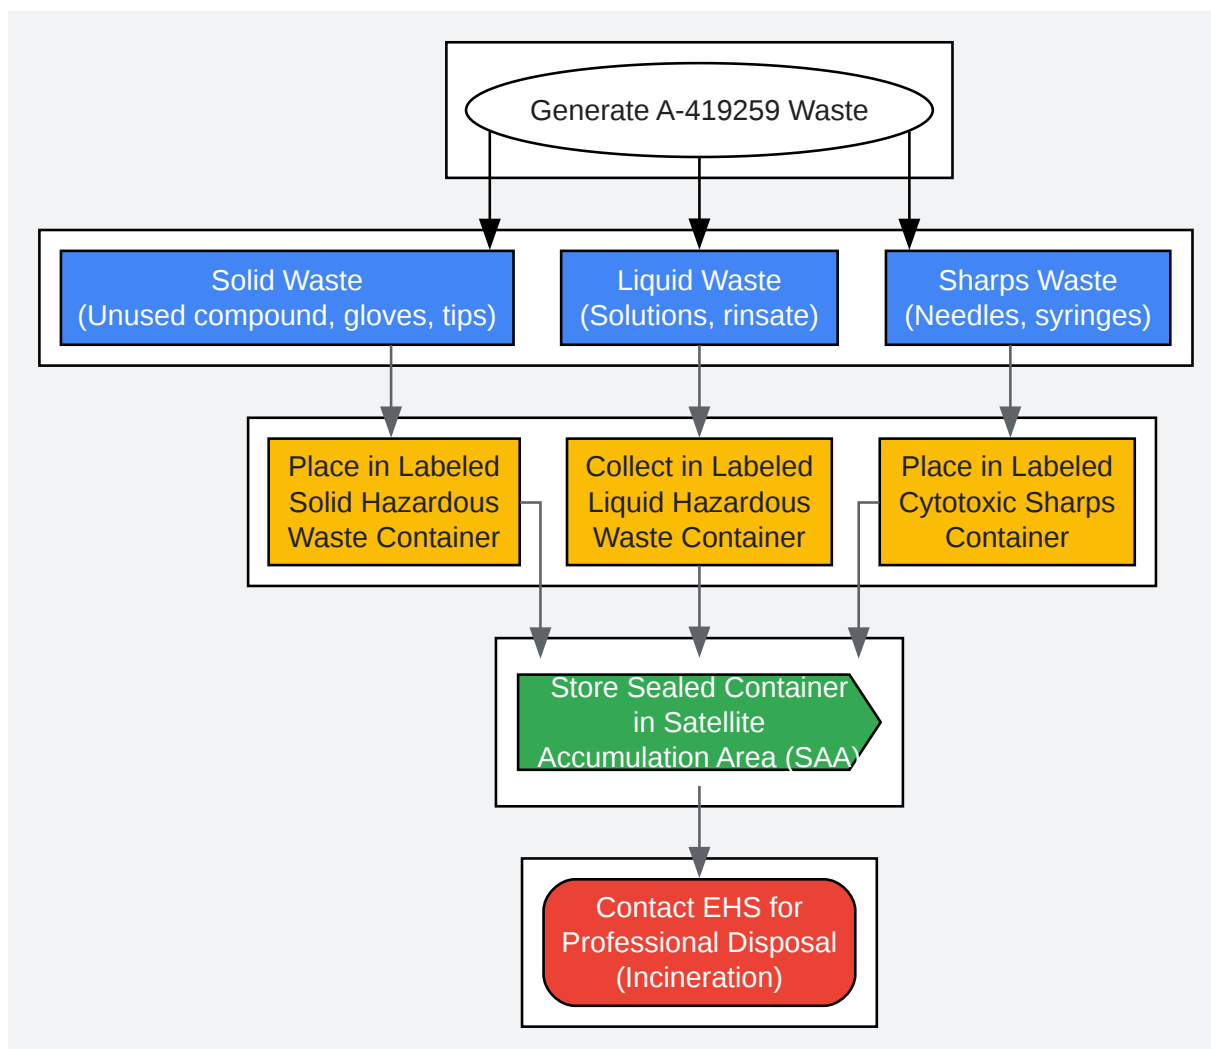 Generate A-419259 Waste
Solid Waste
(Unused compound, gloves, tips)
Liquid Waste
(Solutions, rinsate)
Sharps Waste
(Needles, syringes)
Place in Labeled
Solid Hazardous
Waste Container
Collect in Labeled
Liquid Hazardous
Waste Container
Place in Labeled
Cytotoxic Sharps
Container
Store Sealed Container
in Satellite
Accumulation Area (SAA)
Contact EHS for
Professional Disposal
(Incineration)